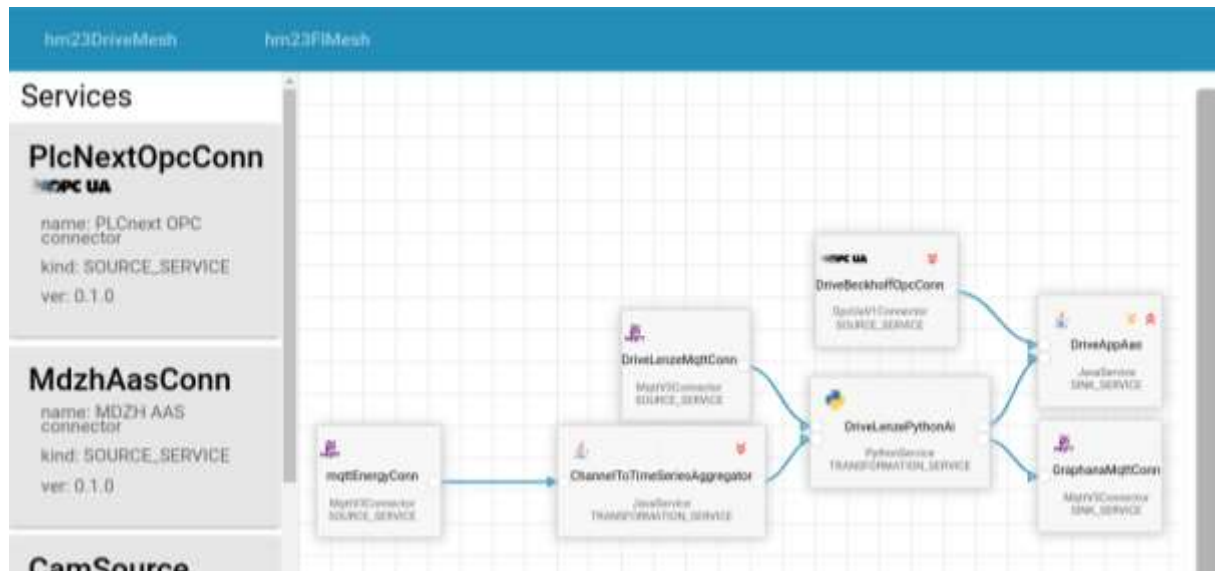 hm23DriveMesh
hm23FlMesh
Services
PlcNextOpcConn
OPC UA
name: PLCnext OPC
connector
kind: SOURCE_SERVICE
ver: 0.1.0
MdzhAasConn
name: MDZH AAS
connector
kind: SOURCE_SERVICE
ver: 0.1.0
CamSource
OPC UA
DriveBeckhoffOpcConn
OpcUaV1Connector
SOURCE_SERVICE
DriveLenzeMqttConn
MqttV3Connector
SOURCE_SERVICE
DriveAppAas
JavaService
SINK_SERVICE
DriveLenzePythonAi
PythonService
TRANSFORMATION_SERVICE
mqttEnergyConn
MqttV3Connector
SOURCE_SERVICE
ChannelToTimeSeriesAggregator
JavaService
TRANSFORMATION_SERVICE
GraphanaMqttConn
MqttV3Connector
SINK_SERVICE